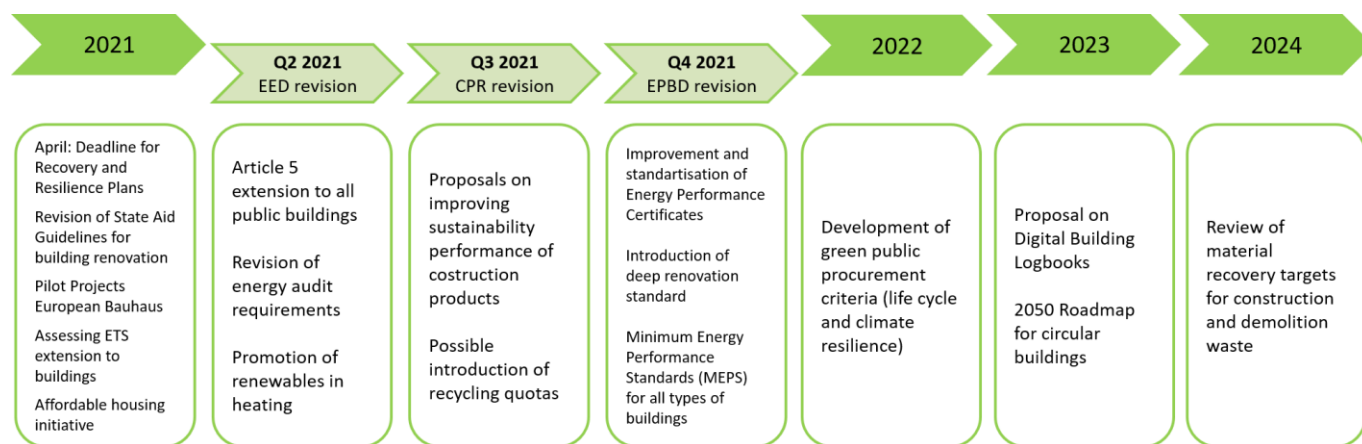 2021
April: Deadline for
Recovery and
Resilience Plans
Revision of State Aid
Guidelines for
building renovation
Pilot Projects
European Bauhaus
Assessing ETS
extension to
buildings
Affordable housing
initiative
Q2 2021
EED revision
Article 5
extension to all
public buildings
Revision of
energy audit
requirements
Promotion of
renewables in
heating
Q3 2021
CPR revision
Proposals on
improving
sustainability
performance of
costruction
products
Possible
introduction of
recycling quotas
Q4 2021
EPBD revision
Improvement and
standartisation of
Energy Performance
Certificates
Introduction of
deep renovation
standard
Minimum Energy
Performance
Standards (MEPS)
for all types of
buildings
2022
Development of
green public
procurement
criteria (life cycle
and climate
resilience)
2023
Proposal on
Digital Building
Logbooks
2050 Roadmap
for circular
buildings
2024
Review of
material
recovery targets
for construction
and demolition
waste